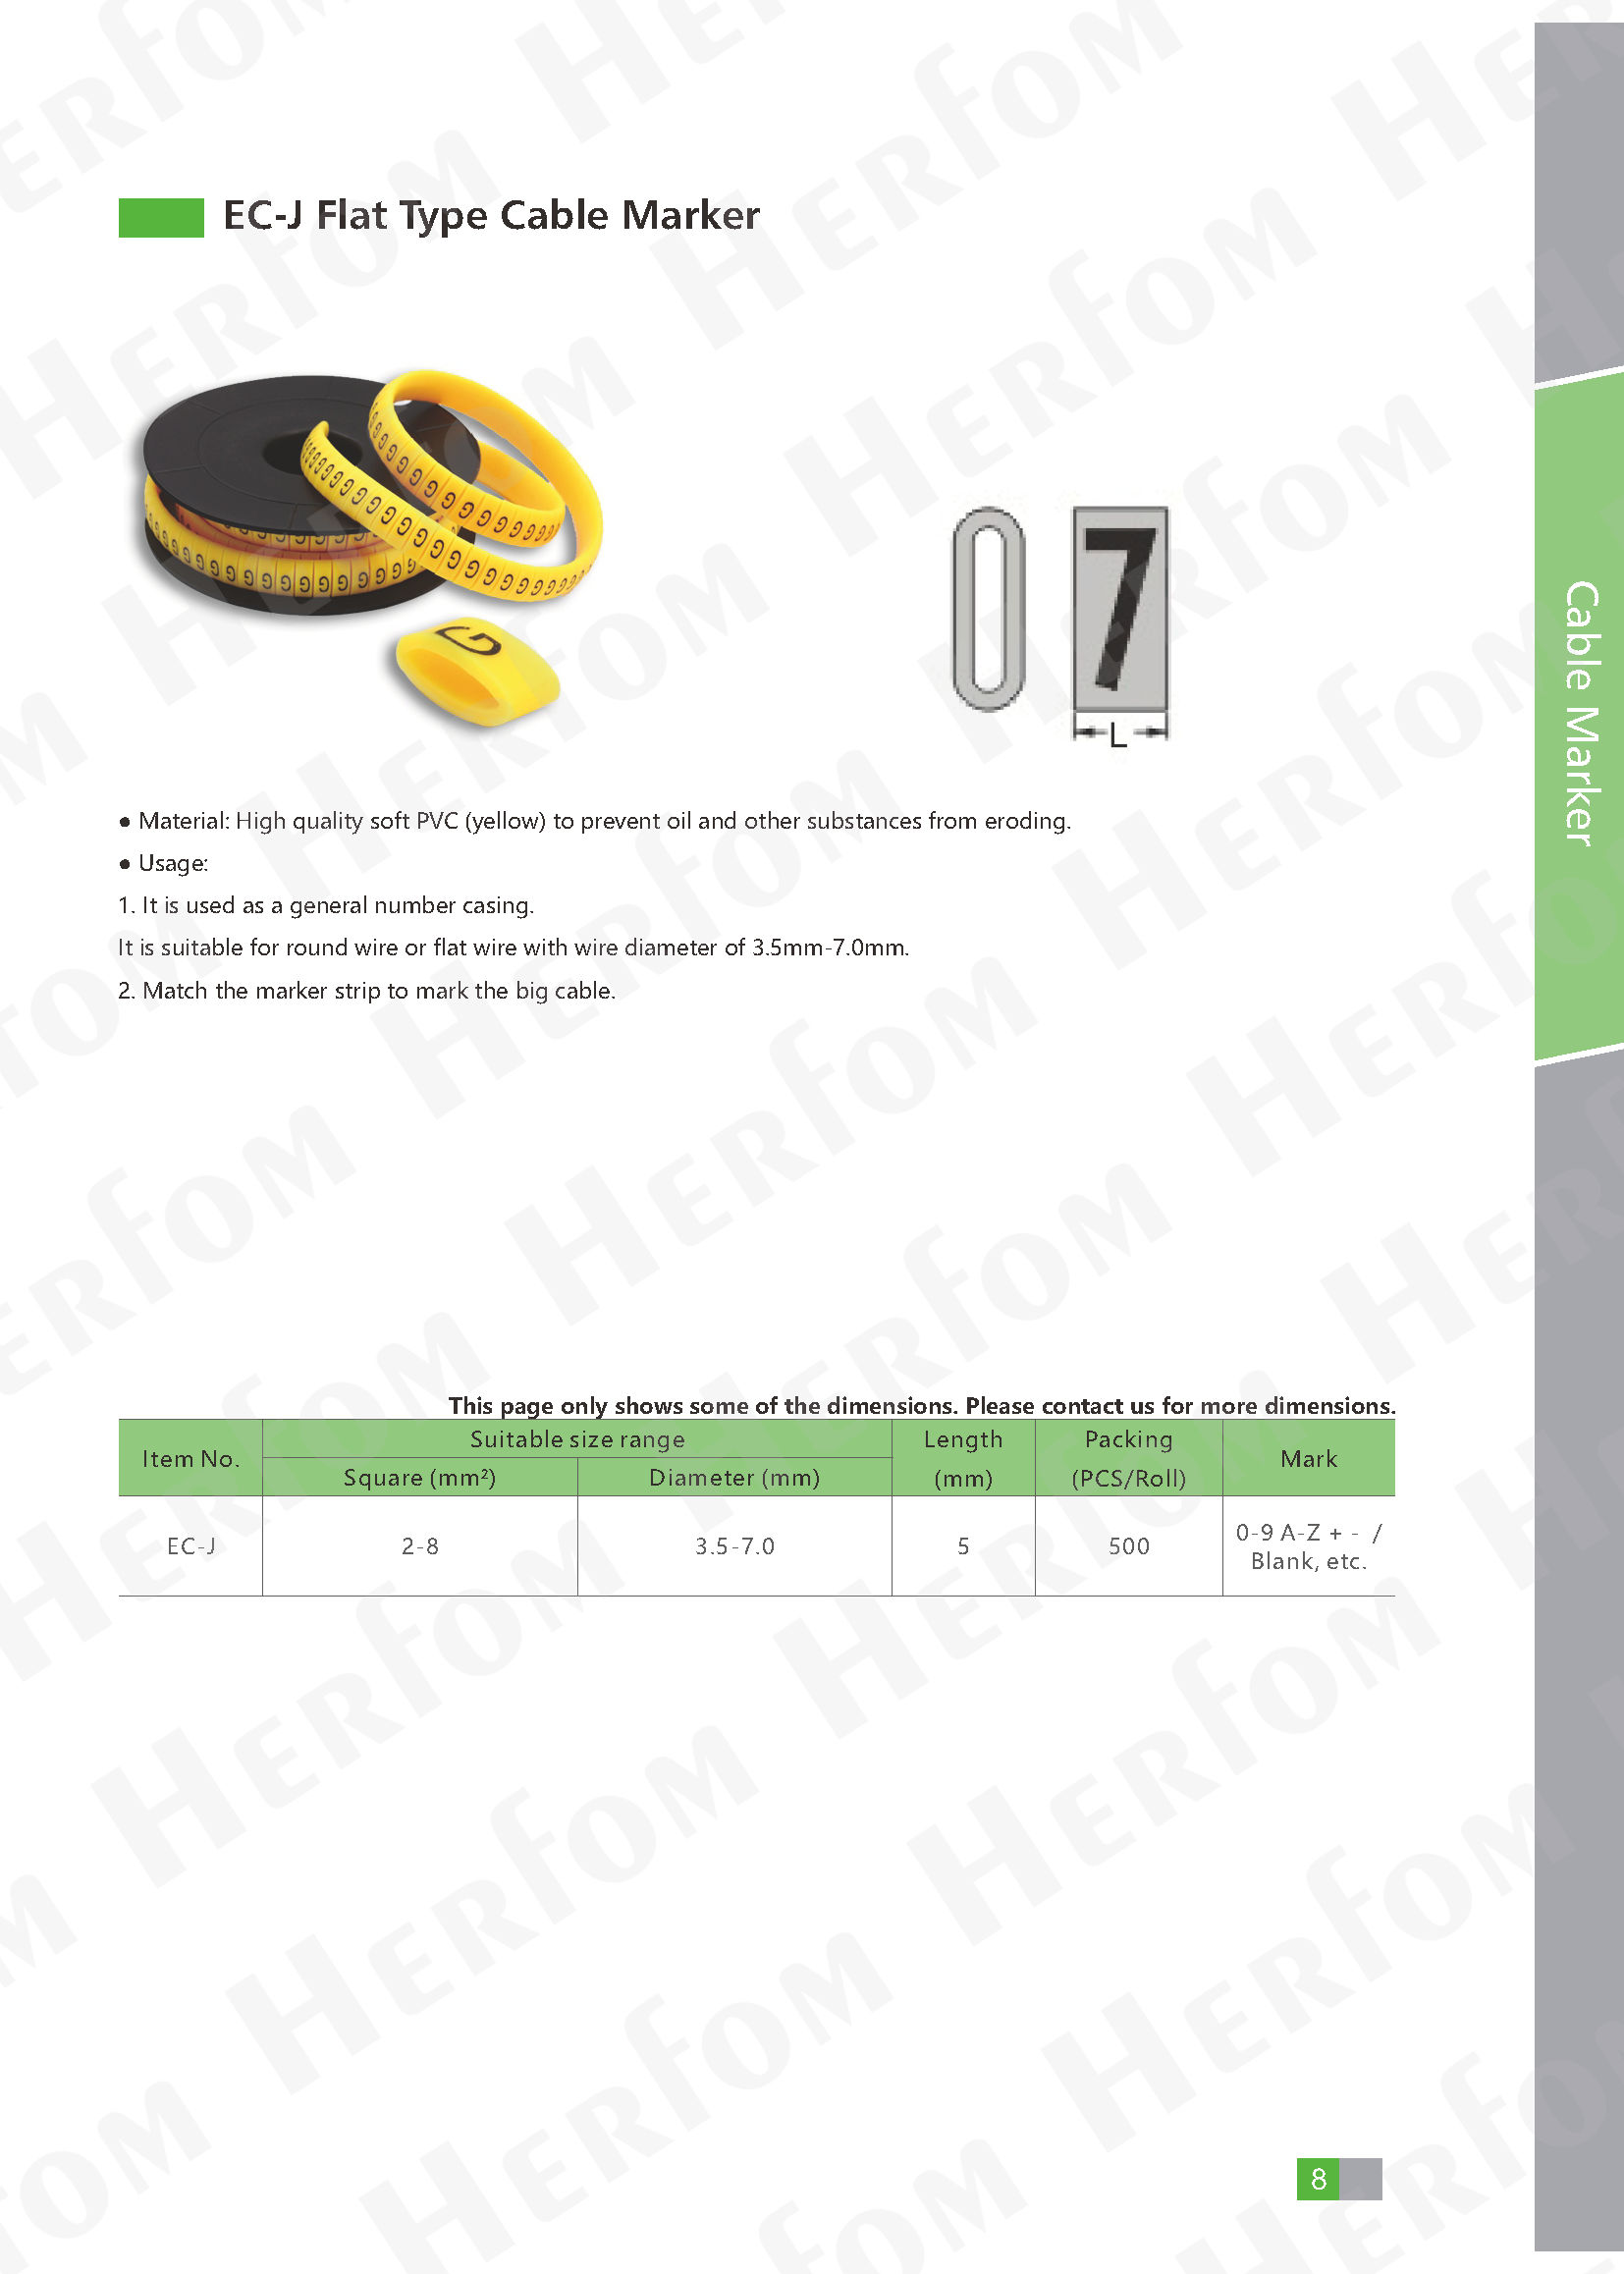 EC-J Flat Type Cable Marker
7
L
Cable Marker
● Material: High quality soft PVC (yellow) to prevent oil and other substances from eroding.
● Usage:
1. It is used as a general number casing.
It is suitable for round wire or flat wire with wire diameter of 3.5mm-7.0mm.
2. Match the marker strip to mark the big cable.
This page only shows some of the dimensions. Please contact us for more dimensions.
Item No. Suitable size range Length (mm) Packing (PCS/Roll) Mark
Square (mm²) Diameter (mm)
EC-J 2-8 3.5-7.0 5 500 0-9 A-Z + - / Blank, etc.
8
HERFOM